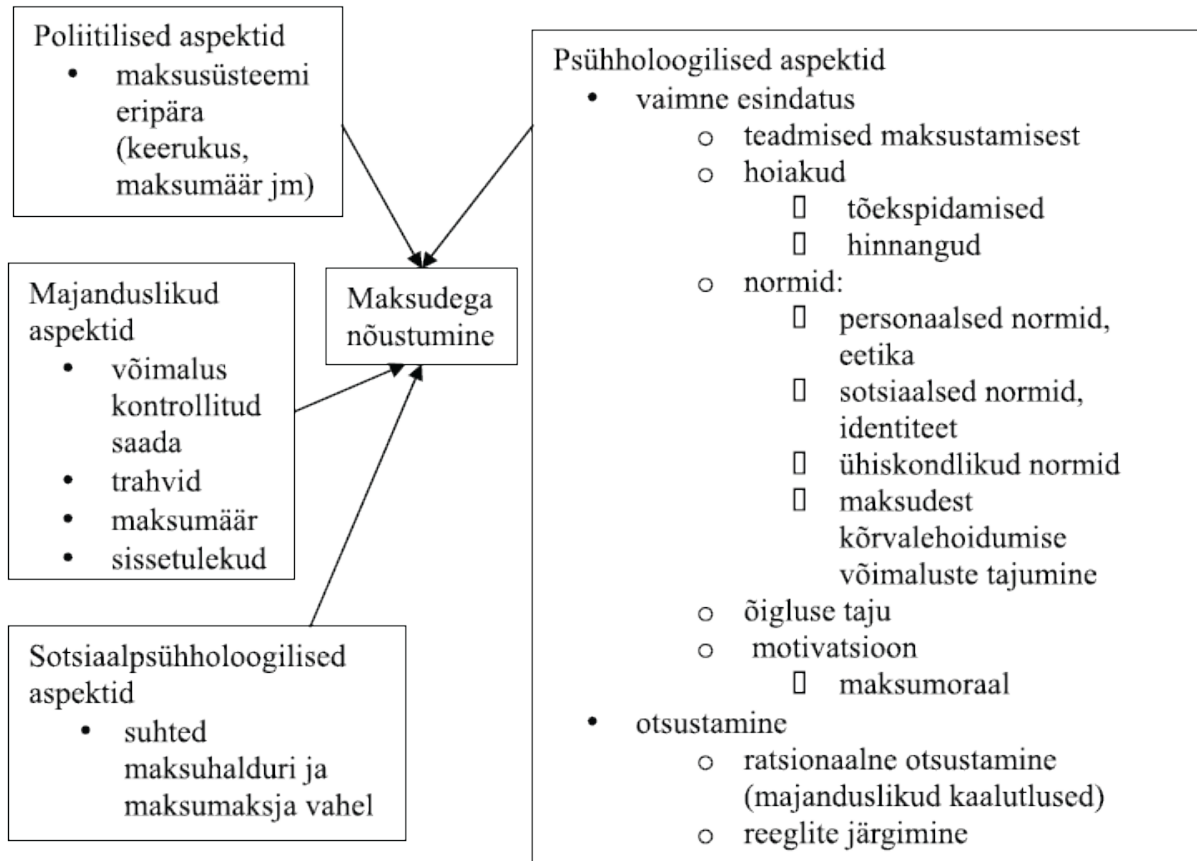 Poliitilised aspektid
• maksusüsteemi
eripära
(keerukus,
maksumäär jm)
Majanduslikud
aspektid
• võimalus
kontrollitud
saada
• trahvid
• maksumäär
• sissetulekud
Sotsiaalpsühholoogilised
aspektid
• suhted
maksuhalduri ja
maksumaksja vahel
Maksudega
nõustumine
Psühholoogilised aspektid
• vaimne esindatus
o teadmised maksustamisest
o hoiakud
▯ tõekspidamised
▯ hinnangud
o normid:
▯ personaalsed normid,
eetika
▯ sotsiaalsed normid,
identiteet
▯ ühiskondlikud normid
▯ maksudest
kõrvalehoidumise
võimaluste tajumine
o õigluse taju
o motivatsioon
▯ maksumoraal
• otsustamine
o ratsionaalne otsustamine
(majanduslikud kaalutlused)
o reeglite järgimine